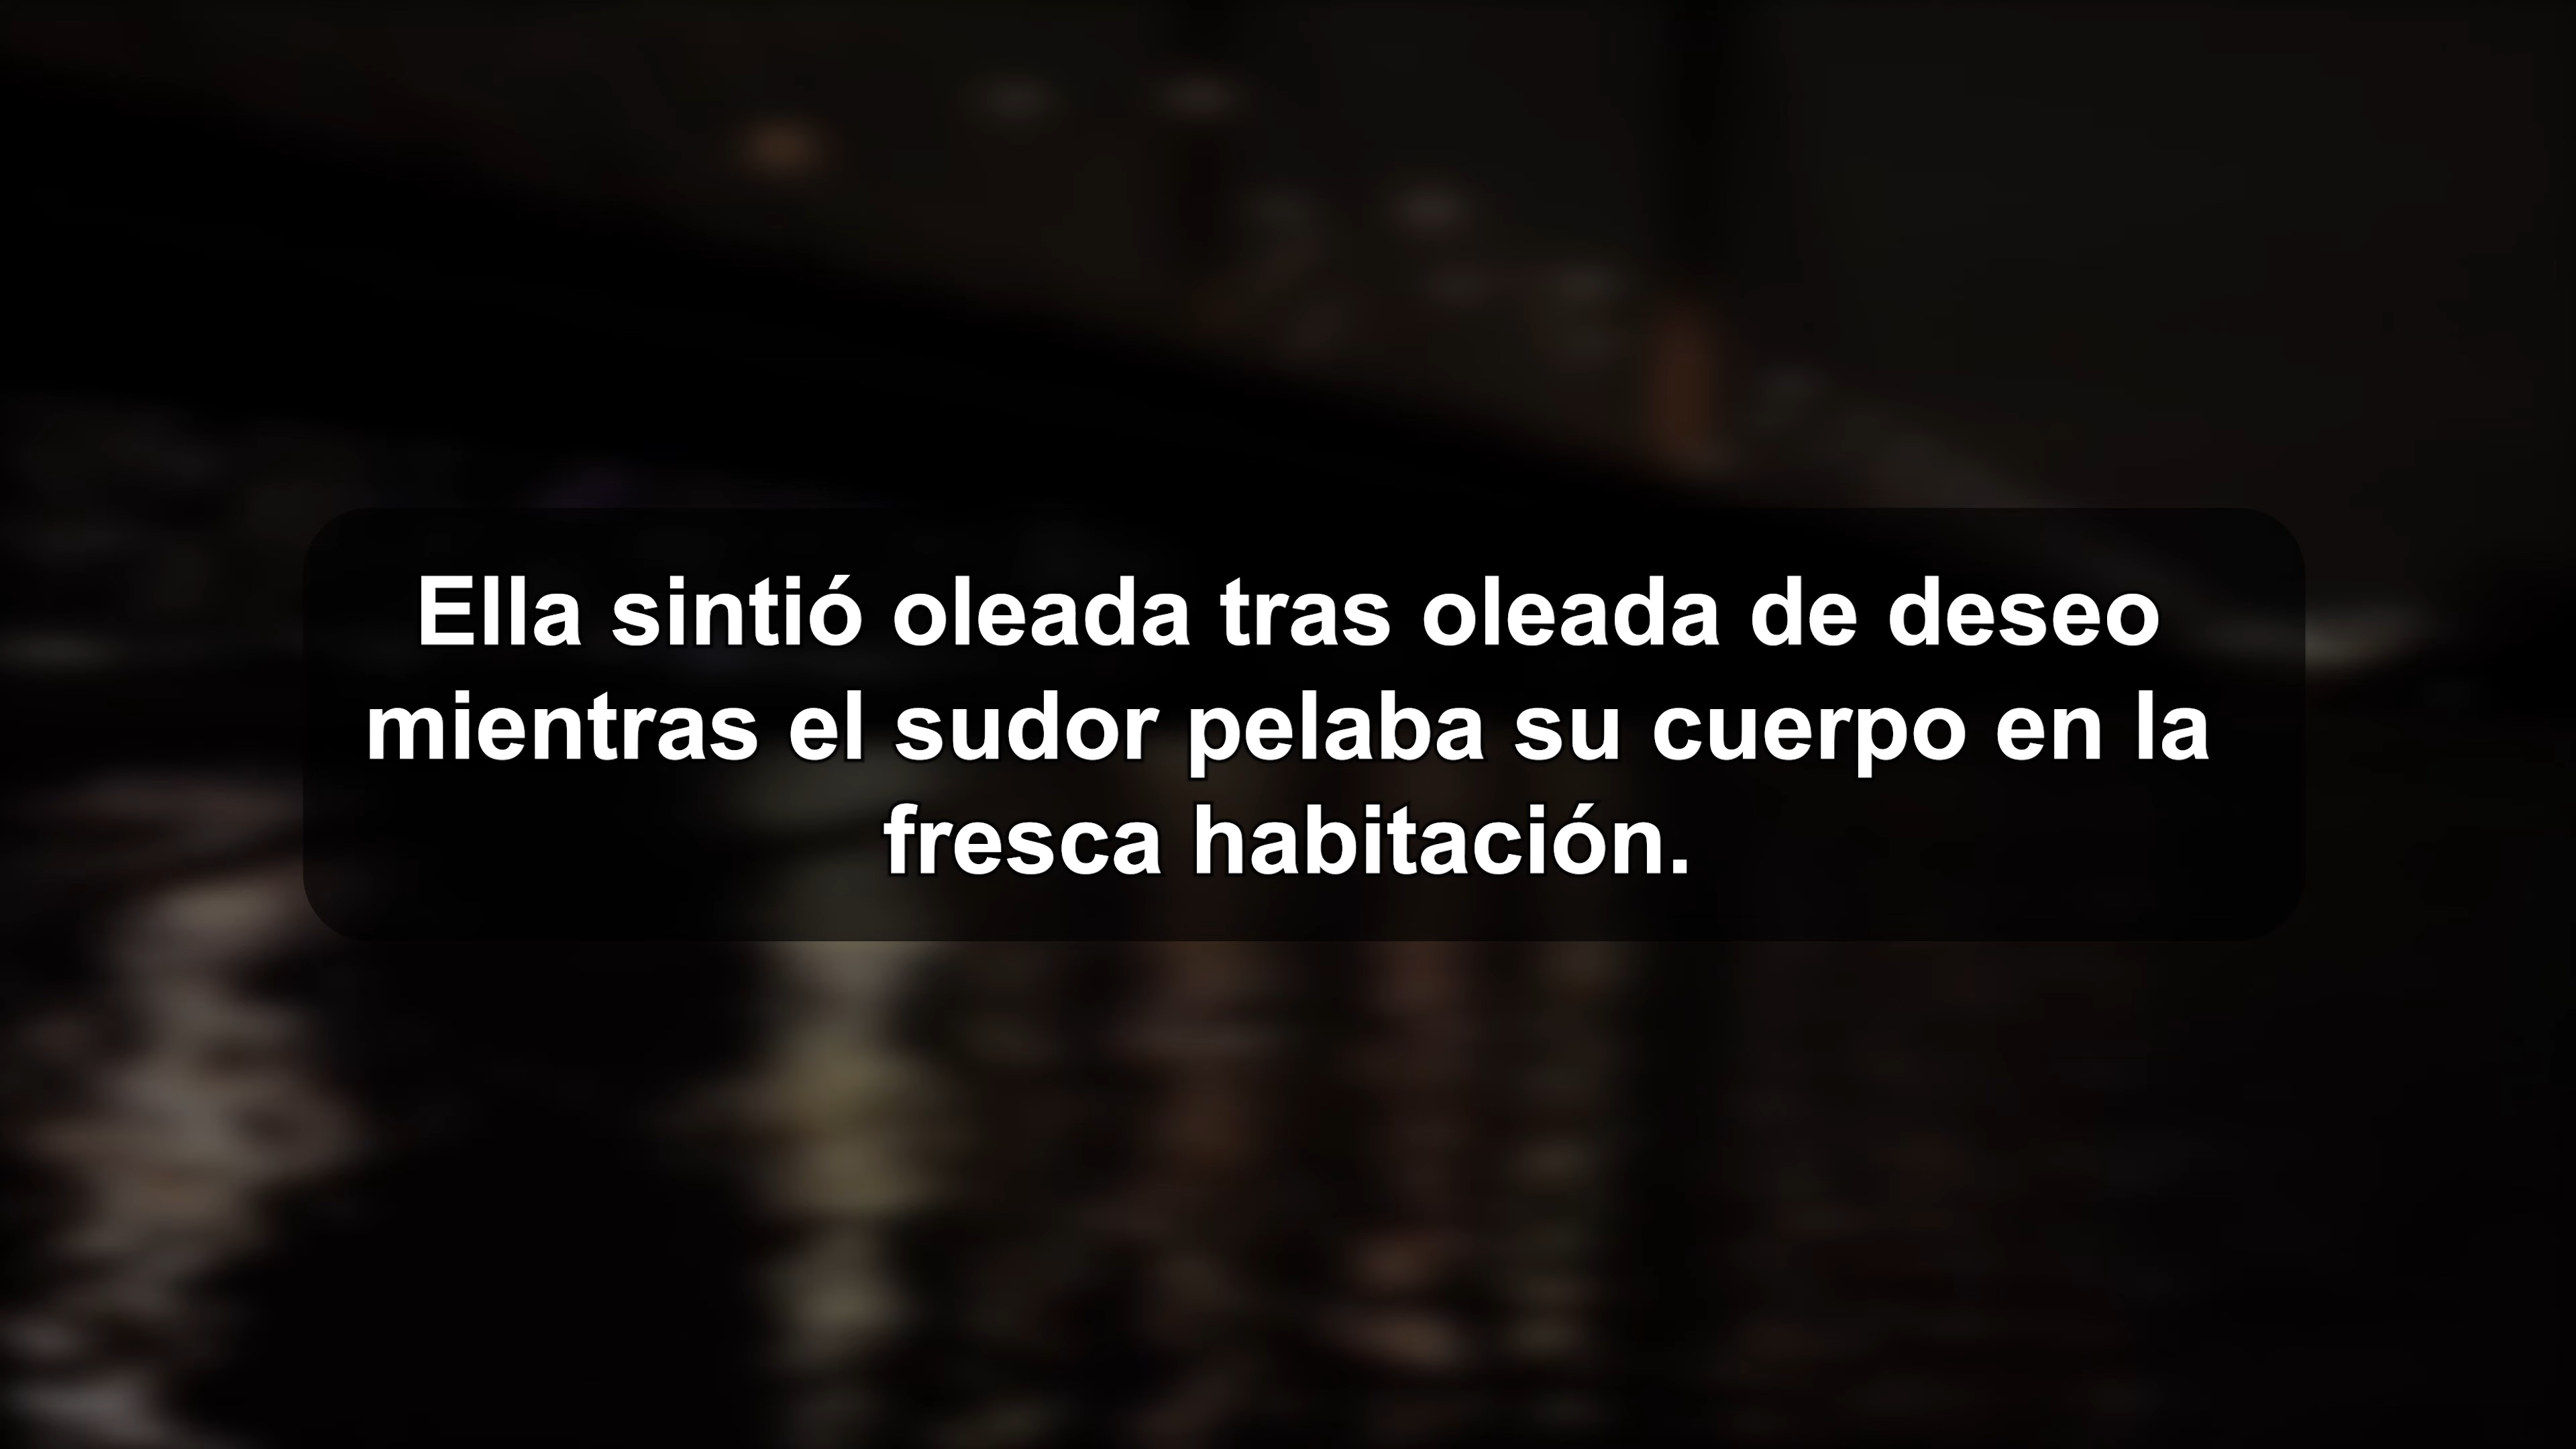 Ella sintió oleada tras oleada de deseo
mientras el sudor pelaba su cuerpo en la
fresca habitación.